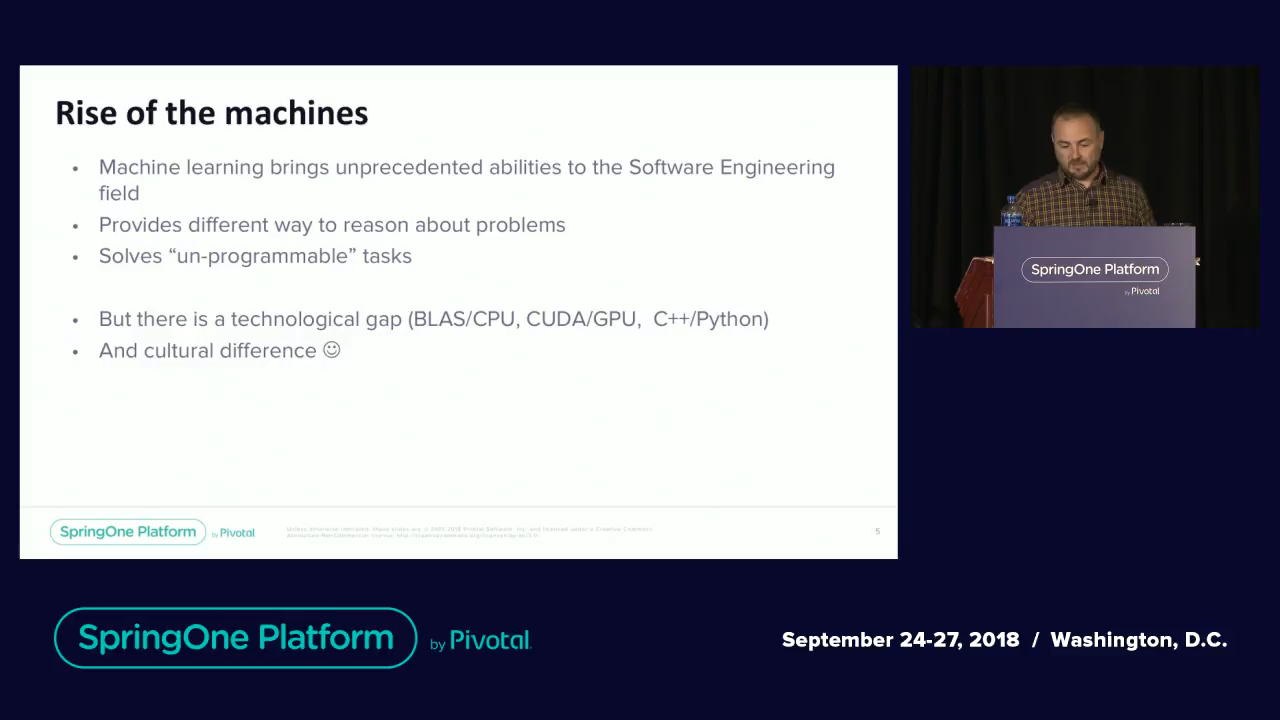 Rise of the machines
• Machine learning brings unprecedented abilities to the Software Engineering
field
• Provides different way to reason about problems
• Solves “un-programmable” tasks
• But there is a technological gap (BLAS/CPU, CUDA/GPU, C++/Python)
• And cultural difference ☺
SpringOne Platform by Pivotal
5
SpringOne Platform
by Pivotal
SpringOne Platform by Pivotal
September 24-27, 2018 / Washington, D.C.